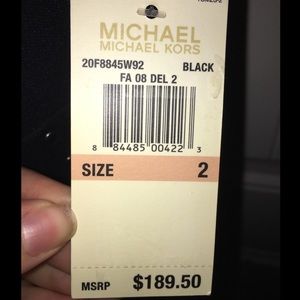 MICHAEL
MICHAEL KORS
20F8845W92 BLACK
FA 08 DEL 2
8 84485 00422 3
SIZE 2
MSRP $189.50